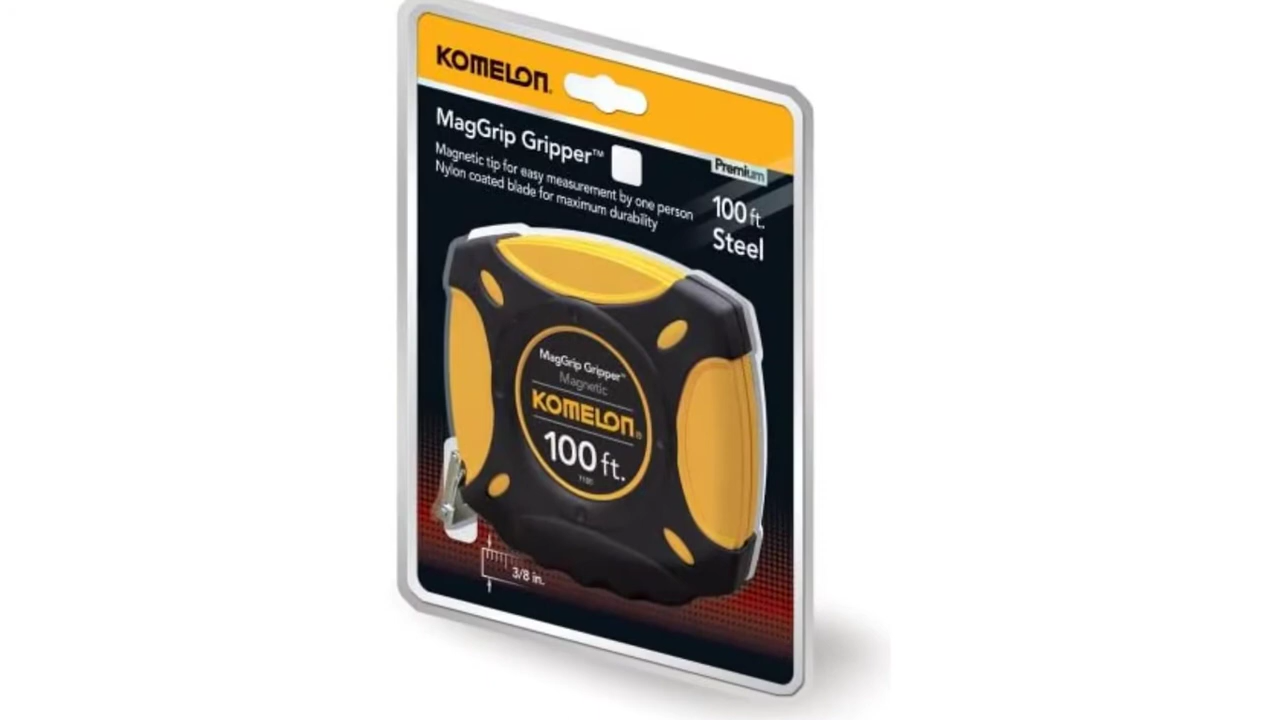 KOMELON®
MagGrip Gripper™
Magnetic tip for easy measurement by one person
Nylon coated blade for maximum durability
Premium
100 ft.
Steel
MagGrip Gripper™
Magnetic
KOMELON®
100 ft.
3/8 in.